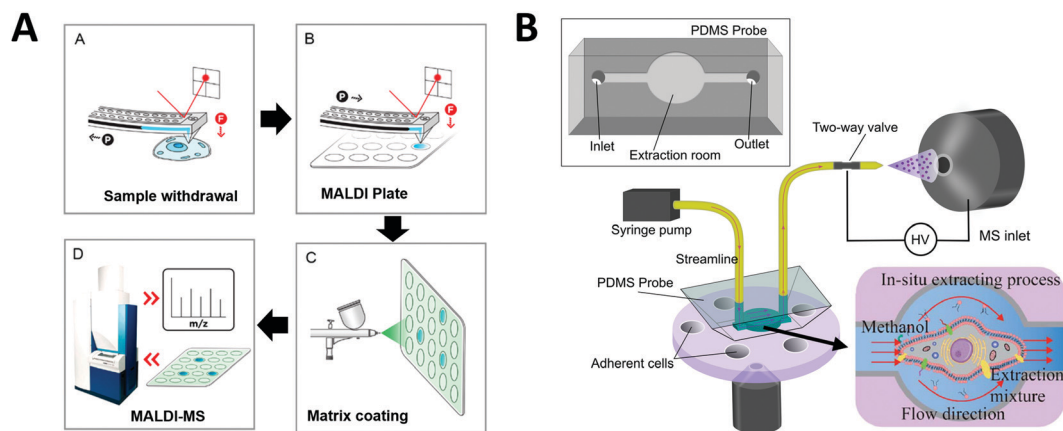 A
A
P
F
Sample withdrawal
B
P
F
MALDI Plate
C
Matrix coating
D
m/z
MALDI-MS
B
PDMS Probe
Inlet
Extraction room
Outlet
Two-way valve
Syringe pump
HV
MS inlet
Streamline
PDMS Probe
Adherent cells
In-situ extracting process
Methanol
Extraction
mixture
Flow direction